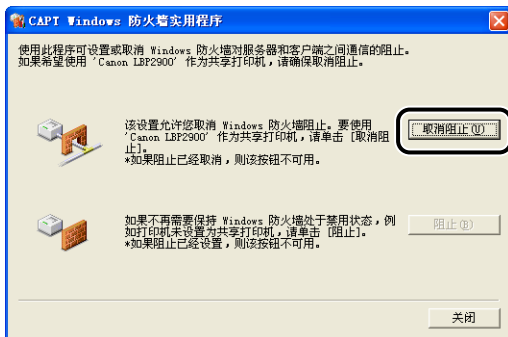 CAPT Windows 防火墙实用程序
使用此程序可设置或取消 Windows 防火墙对服务器和客户端之间通信的阻止。
如果希望使用 'Canon LBP2900' 作为共享打印机，请确保取消阻止。
该设置允许您取消 Windows 防火墙阻止。要使用
'Canon LBP2900' 作为共享打印机，请单击 [取消阻
止]。
*如果阻止已经取消，则该按钮不可用。
取消阻止(U)
如果不再需要保持 Windows 防火墙处于禁用状态，例
如打印机未设置为共享打印机，请单击 [阻止]。
*如果阻止已经设置，则该按钮不可用。
阻止(B)
关闭